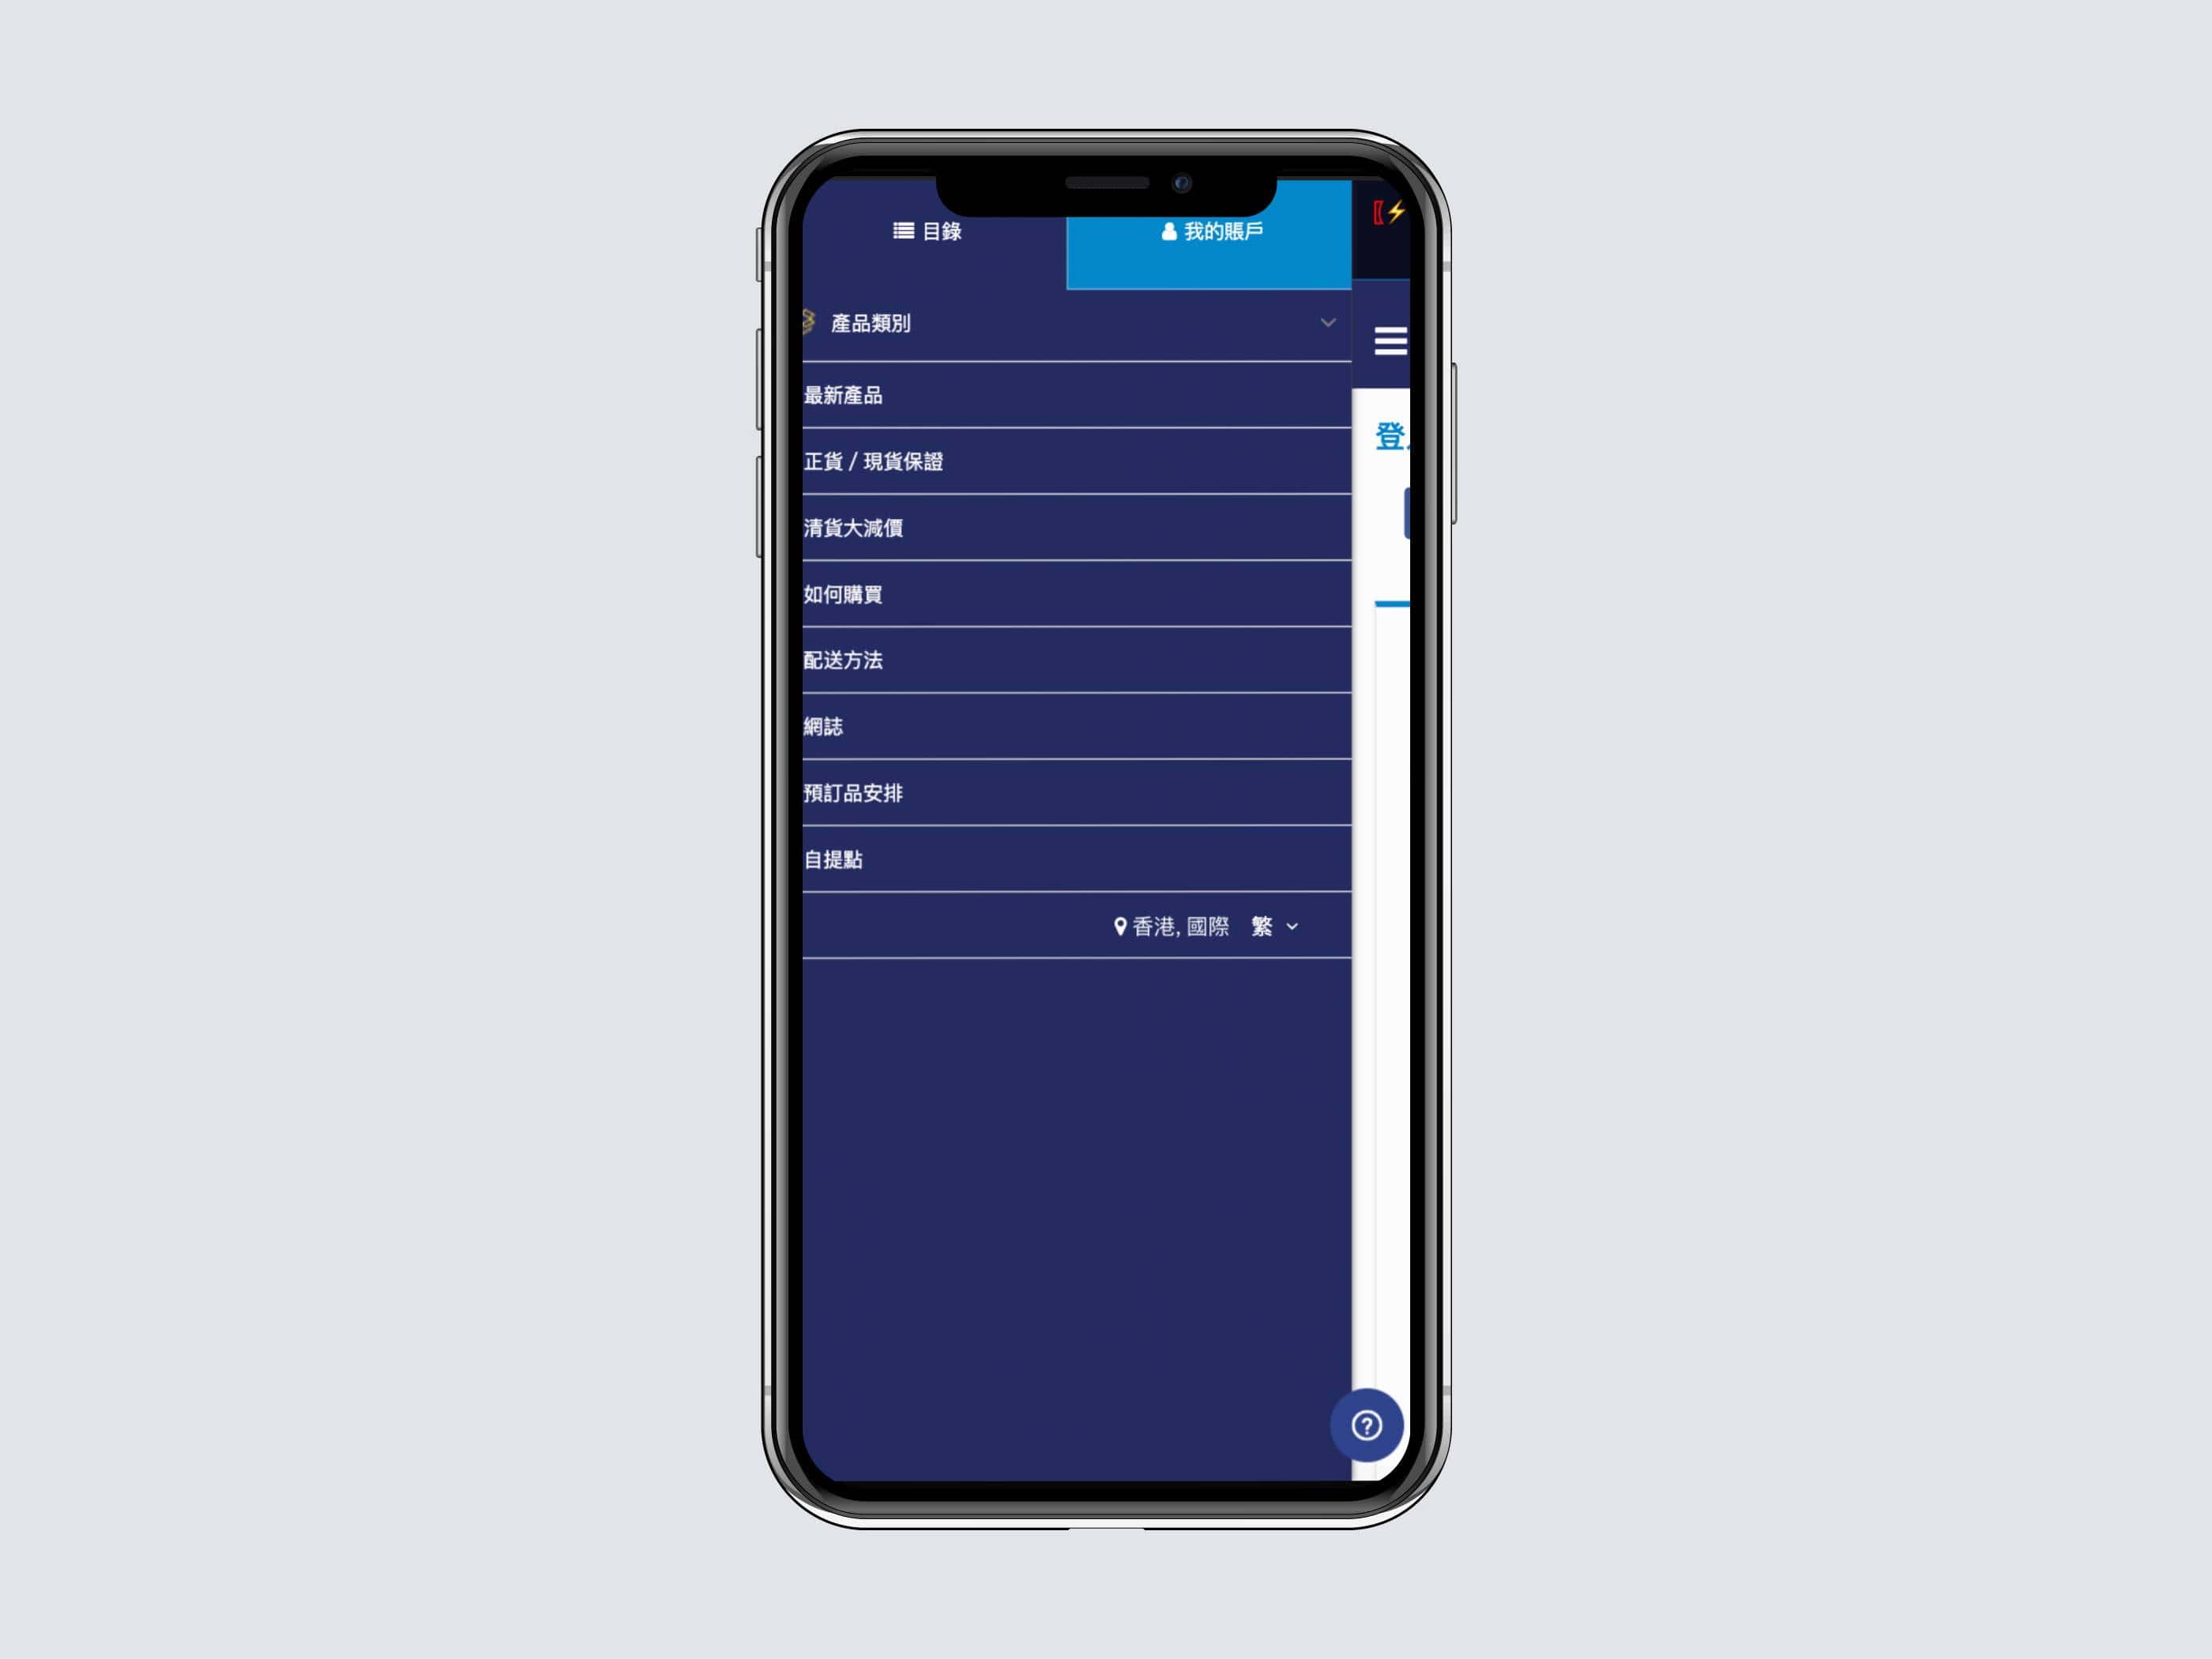 目錄
我的賬戶
產品類別
最新產品
正貨 / 現貨保證
清貨大減價
如何購買
配送方法
網誌
預訂品安排
自提點
香港, 國際 繁
登